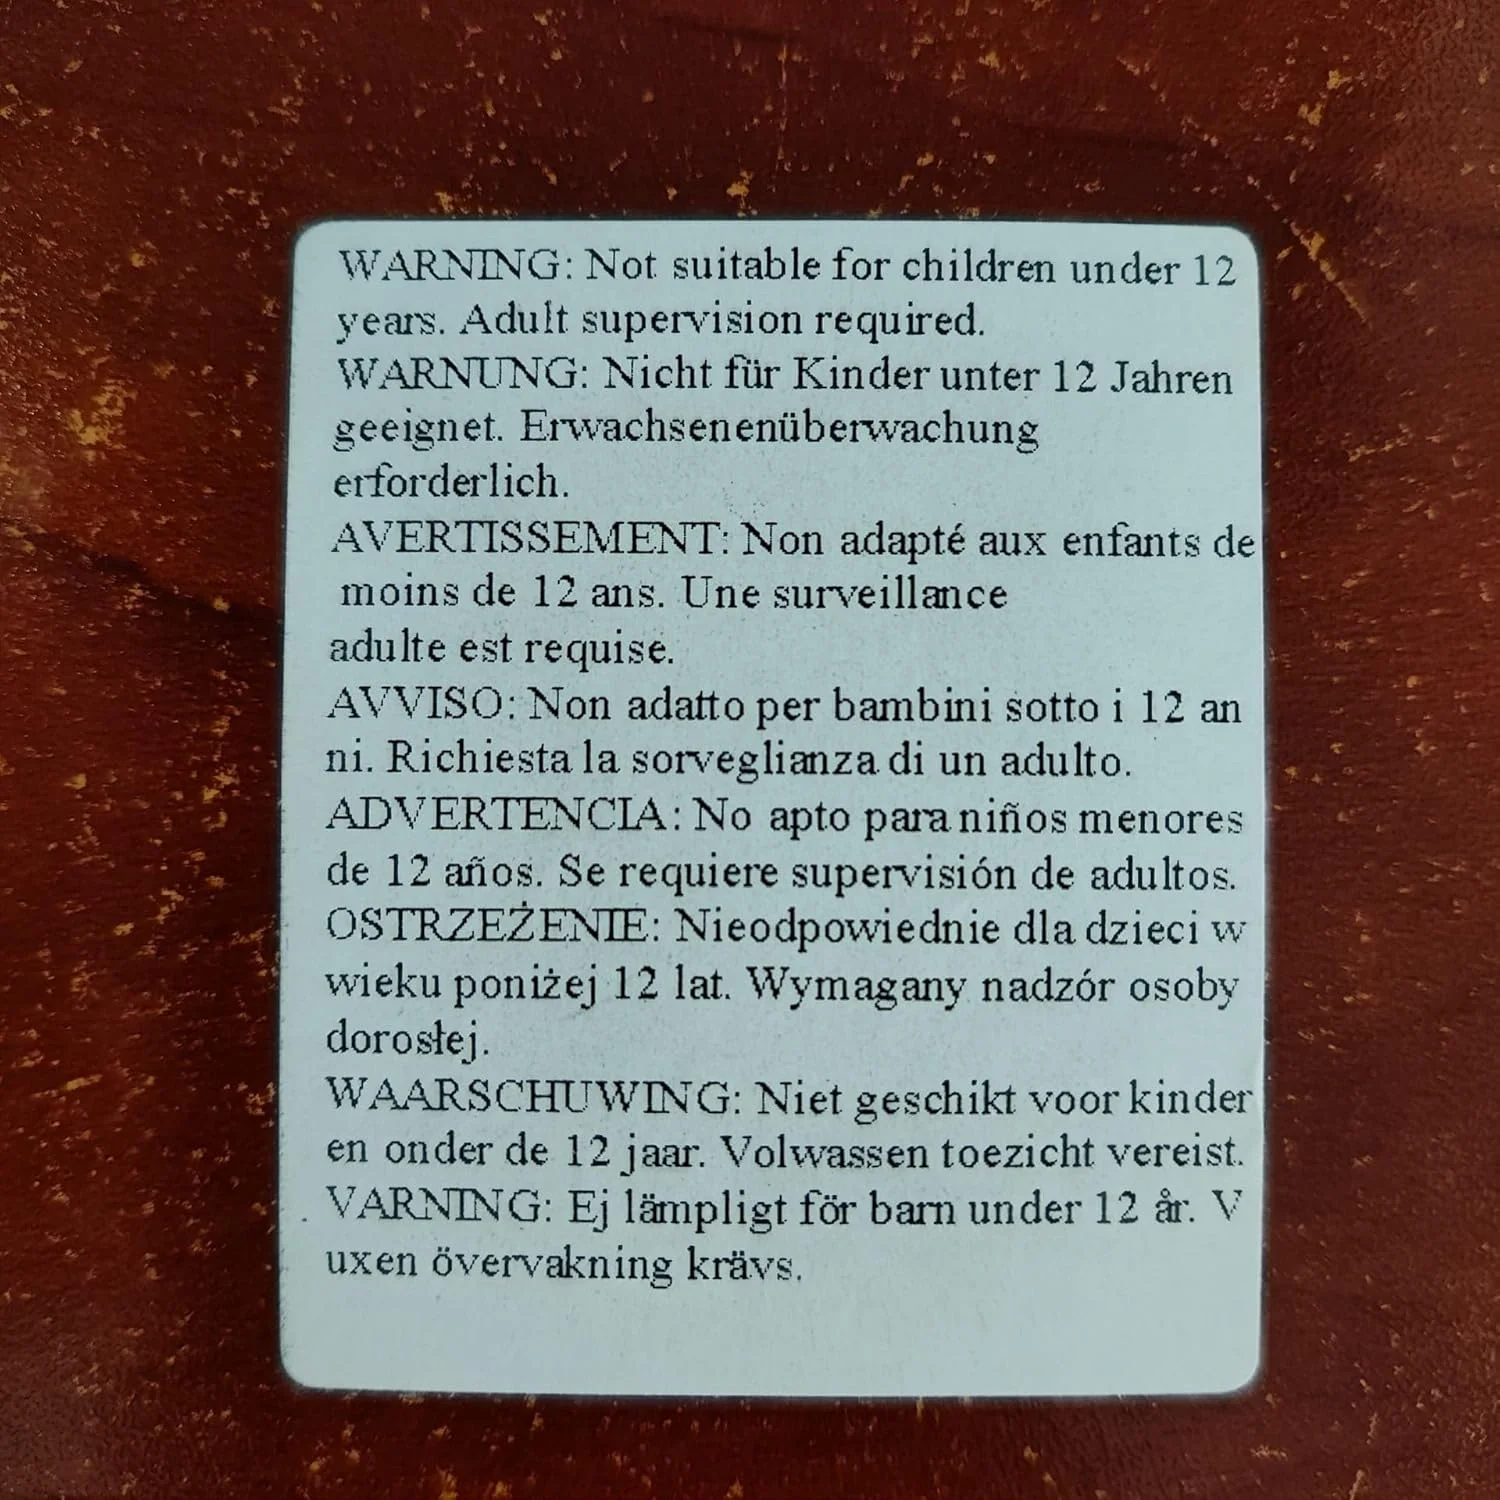 WARNING: Not suitable for children under 12
years. Adult supervision required.
WARNUNG: Nicht für Kinder unter 12 Jahren
geeignet. Erwachsenenüberwachung
erforderlich.
AVERTISSEMENT: Non adapté aux enfants de
moins de 12 ans. Une surveillance
adulte est requise.
AVVISO: Non adatto per bambini sotto i 12 an
ni. Richiesta la sorveglianza di un adulto.
ADVERTENCIA: No apto para niños menores
de 12 años. Se requiere supervisión de adultos.
OSTRZEŻENIE: Nieodpowiednie dla dzieci w
wieku poniżej 12 lat. Wymagany nadzór osoby
dorosłej.
WAARSCHUWING: Niet geschikt voor kinder
en onder de 12 jaar. Volwassen toezicht vereist.
VARNING: Ej lämpligt för barn under 12 år. V
uxen övervakning krävs.